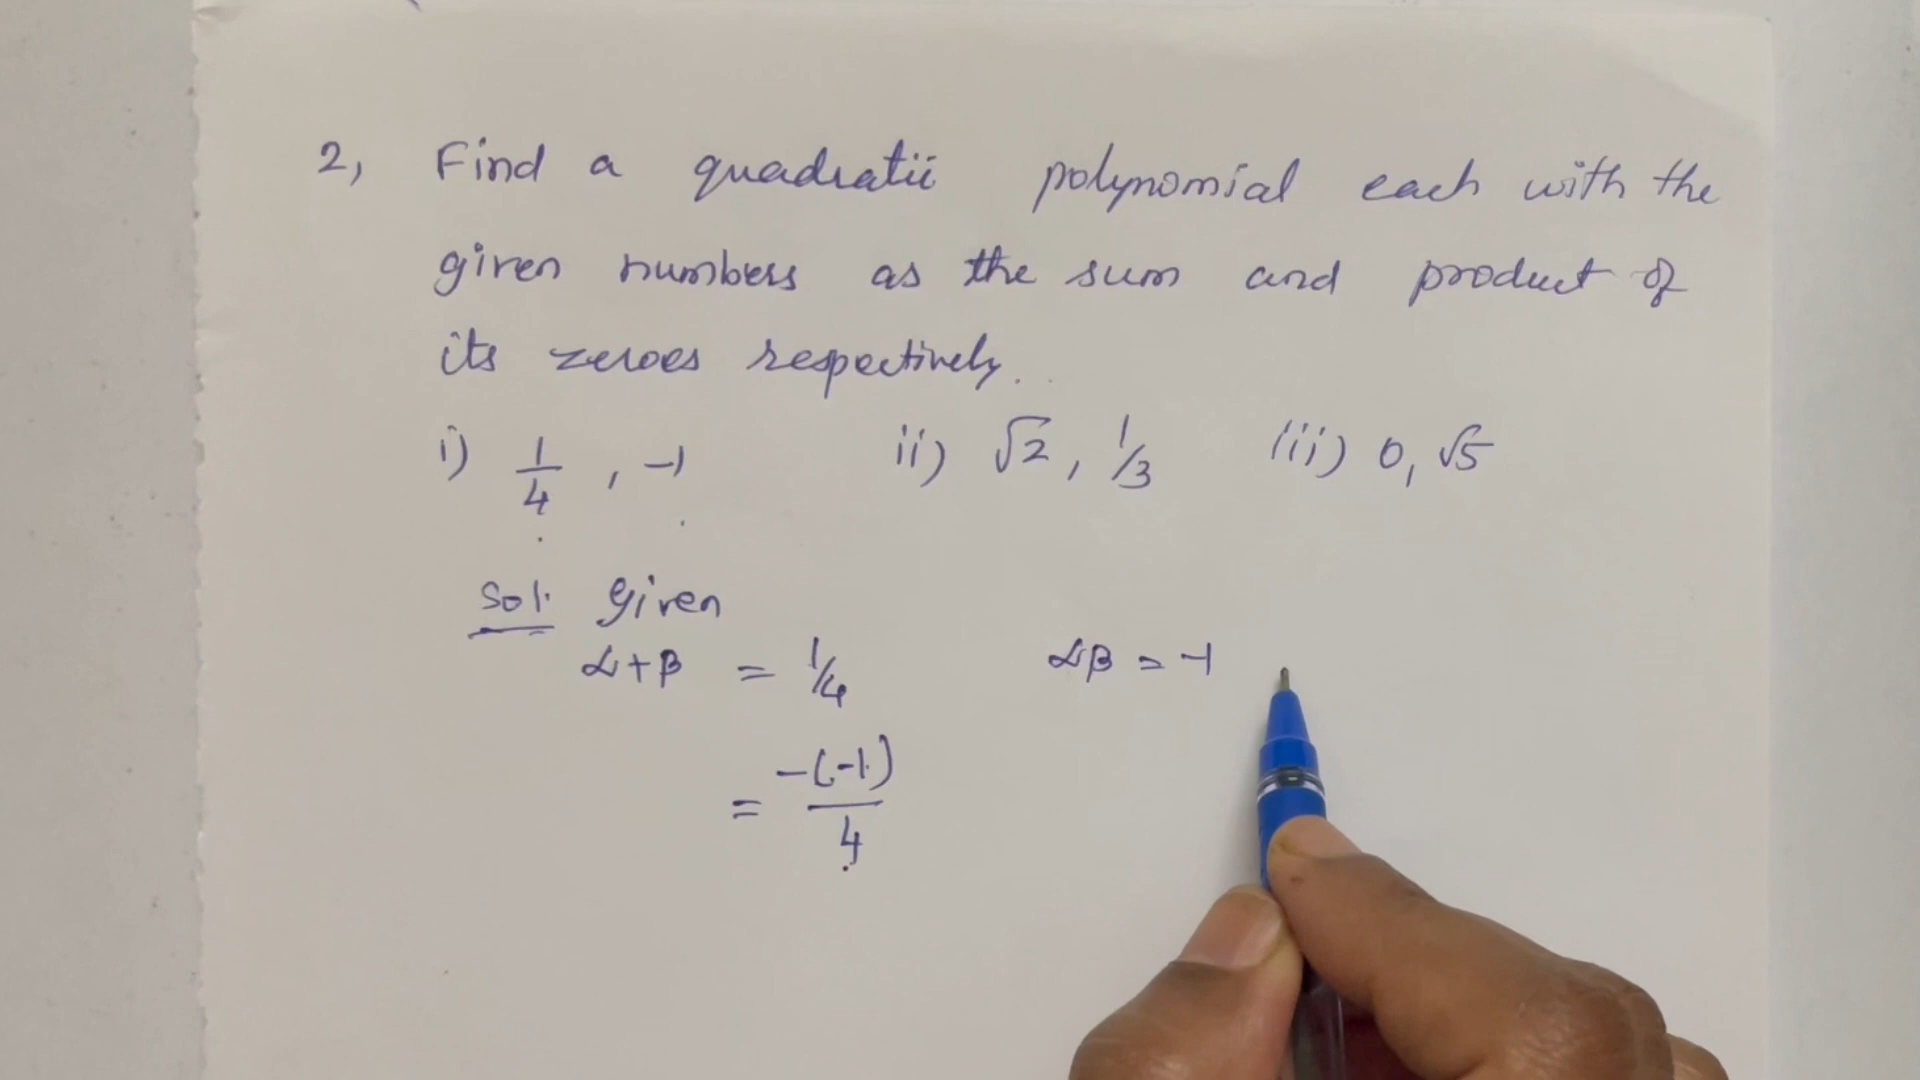 2, Find a quadratic polynomial each with the
given numbers as the sum and product of
its zeroes respectively.
i) 1/4, -1 ii) √2, 1/3 iii) 0, √5
Sol. Given
α+β = 1/4 αβ = -1
= -(-1)/4